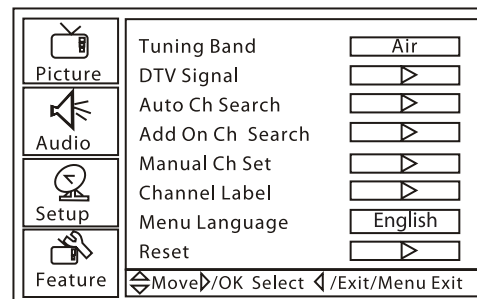 Picture
Audio
Setup
Feature
Tuning Band Air
DTV Signal
Auto Ch Search
Add On Ch Search
Manual Ch Set
Channel Label
Menu Language English
Reset
Move /OK Select /Exit/Menu Exit